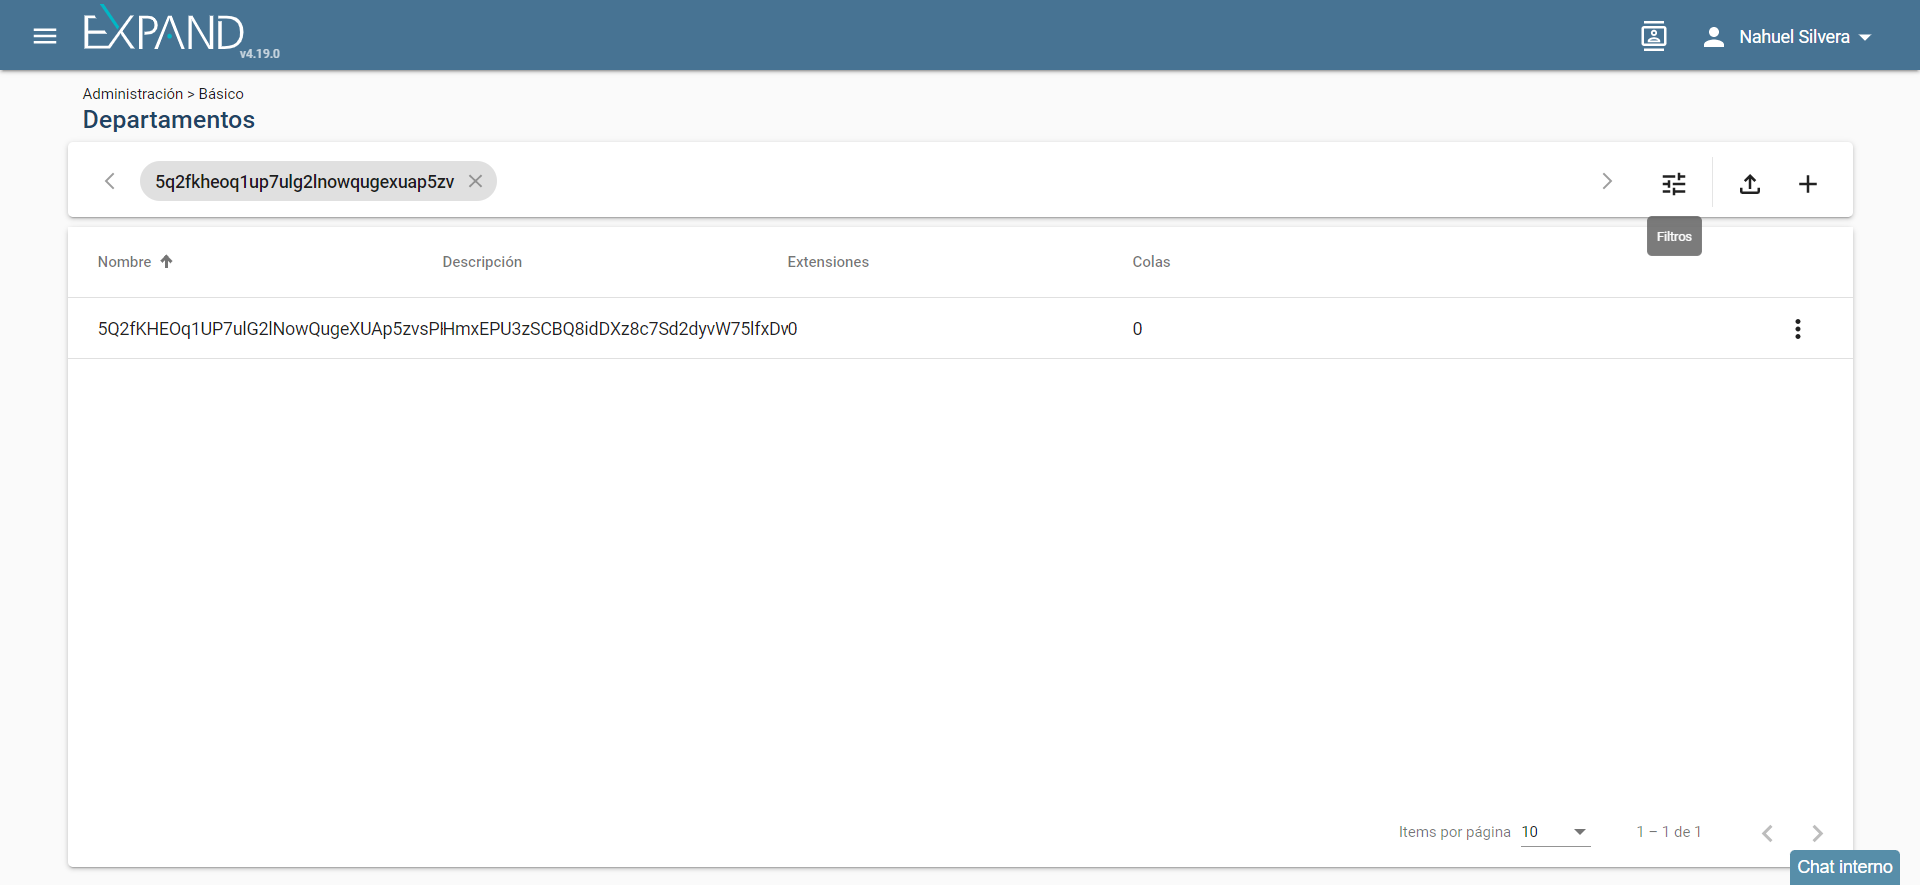 EXPAND
v4.19.0
Nahuel Silvera
Administración > Básico
Departamentos
5q2fkheoq1up7ulg2lnowqugexuap5zv
Filtros
Nombre Descripción Extensiones Colas
5Q2fKHEOq1UP7ulG2lNowQugeXUAp5zvsPHmxEPU3zSCBQ8idDXz8c7Sd2dyvW75lfxDv0 0
Items por página 10 1 – 1 de 1
Chat interno